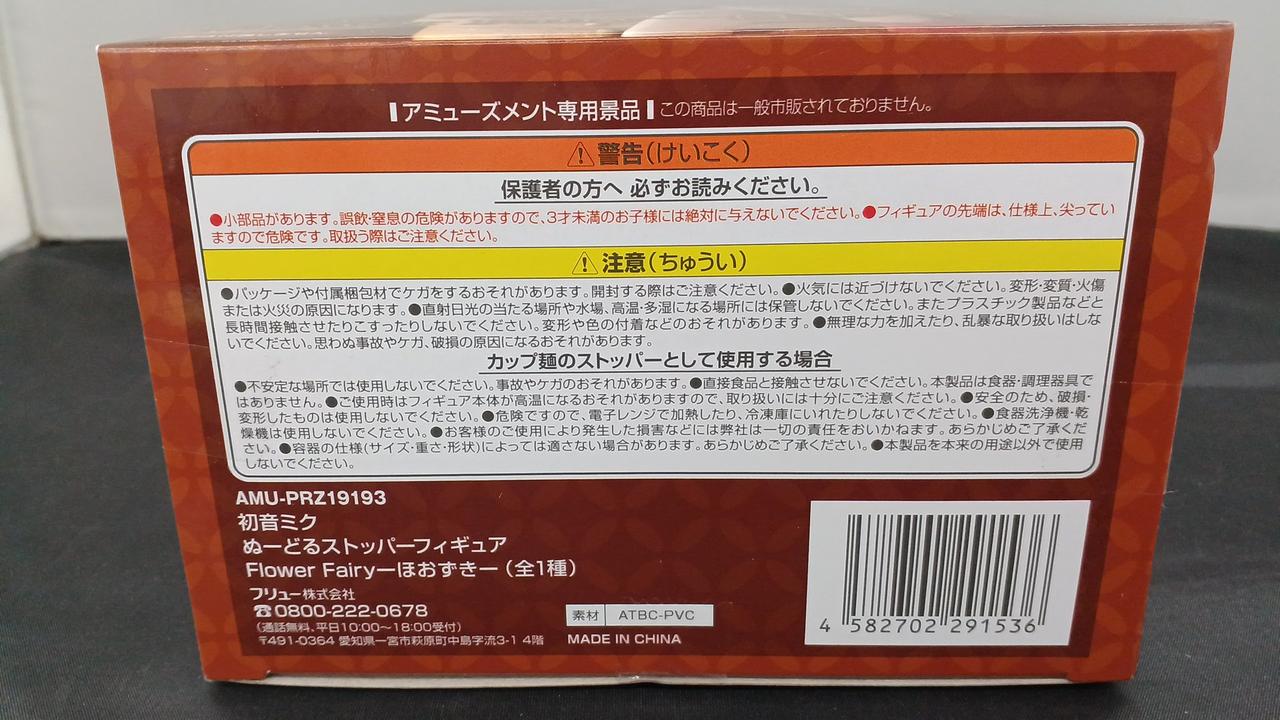 アミューズメント専用景品 この商品は一般市販されておりません。
⚠警告(けいこく)
保護者の方へ 必ずお読みください。
●小部品があります。誤飲・窒息の危険がありますので、3才未満のお子様には絶対に与えないでください。●フィギュアの先端は、仕様上、尖ってい
ますので危険です。取扱う際はご注意ください。
⚠注意(ちゅうい)
●パッケージや付属梱包材でケガをするおそれがあります。開封する際はご注意ください。●火気には近づけないでください。変形・変質・火傷
または火災の原因になります。●直射日光の当たる場所や水場、高温・多湿になる場所には保管しないでください。またプラスチック製品などと
長時間接触させたりこすったりしないでください。変形や色の付着などのおそれがあります。●無理な力を加えたり、乱暴な取り扱いはしな
いでください。思わぬ事故やケガ、破損の原因になるおそれがあります。
カップ麺のストッパーとして使用する場合
●不安定な場所では使用しないでください。事故やケガのおそれがあります。●直接食品と接触させないでください。本製品は食器・調理器具で
はありません。●ご使用時はフィギュア本体が高温になるおそれがありますので、取り扱いには十分にご注意ください。●安全のため、破損・
変形したものは使用しないでください。●危険ですので、電子レンジで加熱したり、冷凍庫にいれたりしないでください。●食器洗浄機・乾
燥機は使用しないでください。●お客様のご使用により発生した損害などには弊社は一切の責任をおいかねます。あらかじめご了承くださ
い。●容器の仕様(サイズ・重さ・形状)によっては適さない場合があります。あらかじめご了承ください。●本製品を本来の用途以外で使用
しないでください。
AMU-PRZ19193
初音ミク
ぬーどるストッパーフィギュア
Flower Fairyーほおずきー(全1種)
フリュー株式会社
☎0800-222-0678
(通話無料、平日10:00~18:00受付)
〒491-0364 愛知県一宮市萩原町中島字流3-1 4階
素材 ATBC-PVC
MADE IN CHINA
4 582702 291536